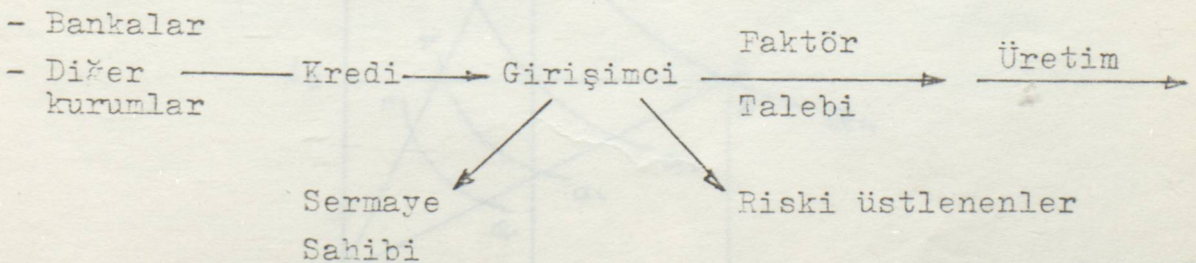 - Bankalar
- Diğer kurumlar
Kredi
Girişimci
Faktör
Talebi
Üretim
Sermaye
Sahibi
Riski üstlenenler